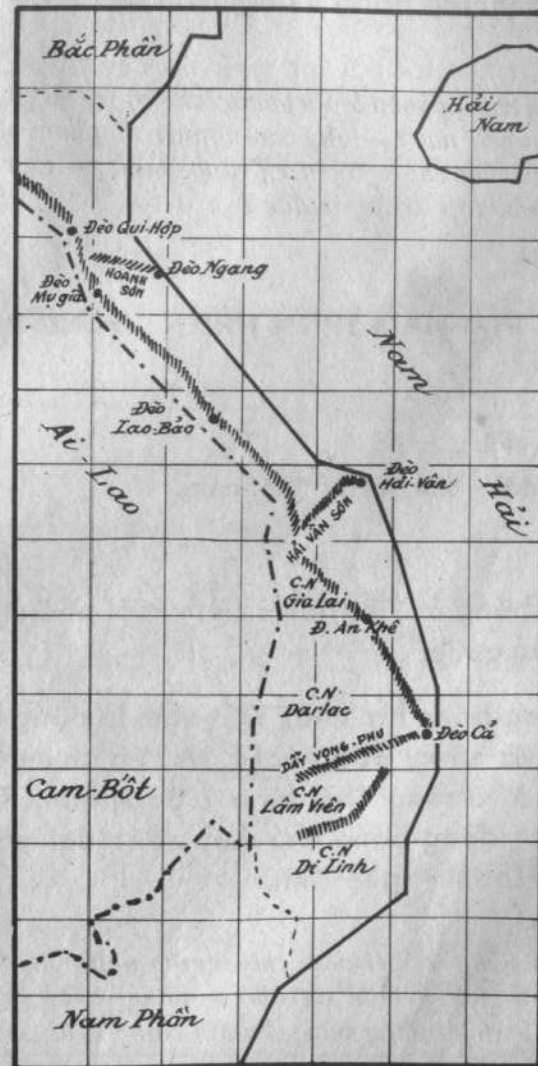 Bắc Phần
Hải
Nam
Đèo Qui-Hợp
HOÀNH
SƠN
Đèo Ngang
Đèo
Mụ giạ
Nam
Đèo
Lao-Bảo
Ai-Lao
Đèo
Hải-Vân
Hải
HẢI VÂN SƠN
C.N
Gia Lai
Đ. An Khê
C.N
Darlac
Đèo Cả
DÃY VỌNG-PHU
Cam-Bốt
C.N
Lâm Viên
C.N
Di Linh
Nam Phần